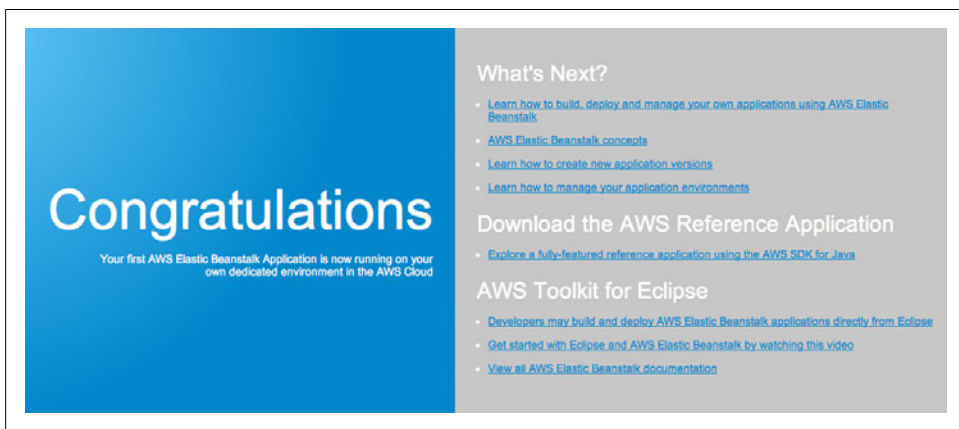 Congratulations
Your first AWS Elastic Beanstalk Application is now running on your
own dedicated environment in the AWS Cloud
What's Next?
Learn how to build, deploy and manage your own applications using AWS Elastic
Beanstalk
AWS Elastic Beanstalk concepts
Learn how to create new application versions
Learn how to manage your application environments
Download the AWS Reference Application
Explore a fully-featured reference application using the AWS SDK for Java
AWS Toolkit for Eclipse
Developers may build and deploy AWS Elastic Beanstalk applications directly from Eclipse
Get started with Eclipse and AWS Elastic Beanstalk by watching this video
View all AWS Elastic Beanstalk documentation